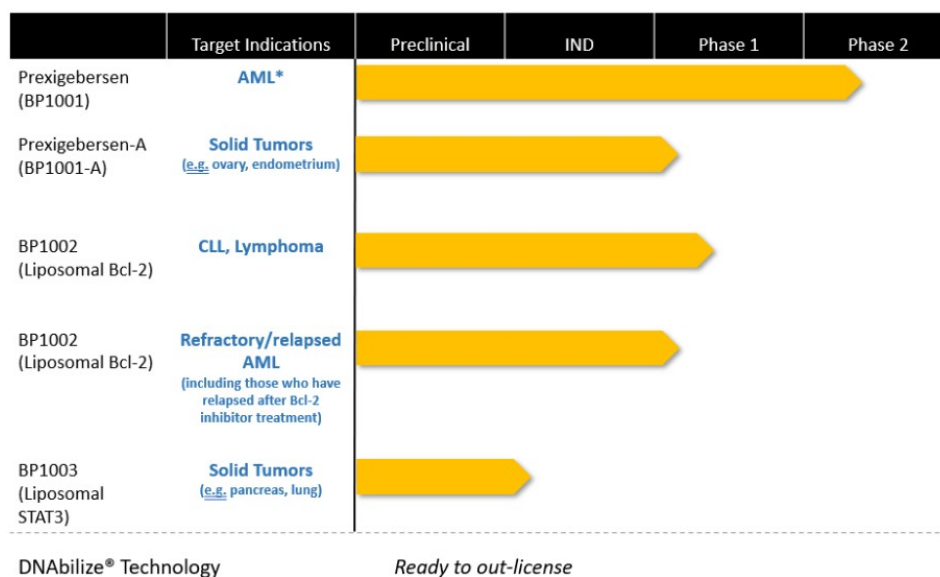 Target Indications Preclinical IND Phase 1 Phase 2
Prexigebersen
(BP1001)
AML*
Prexigebersen-A
(BP1001-A)
Solid Tumors
(e.g. ovary, endometrium)
BP1002
(Liposomal Bcl-2)
CLL, Lymphoma
BP1002
(Liposomal Bcl-2)
Refractory/relapsed
AML
(including those who have
relapsed after Bcl-2
inhibitor treatment)
BP1003
(Liposomal
STAT3)
Solid Tumors
(e.g. pancreas, lung)
DNAbilize® Technology Ready to out-license